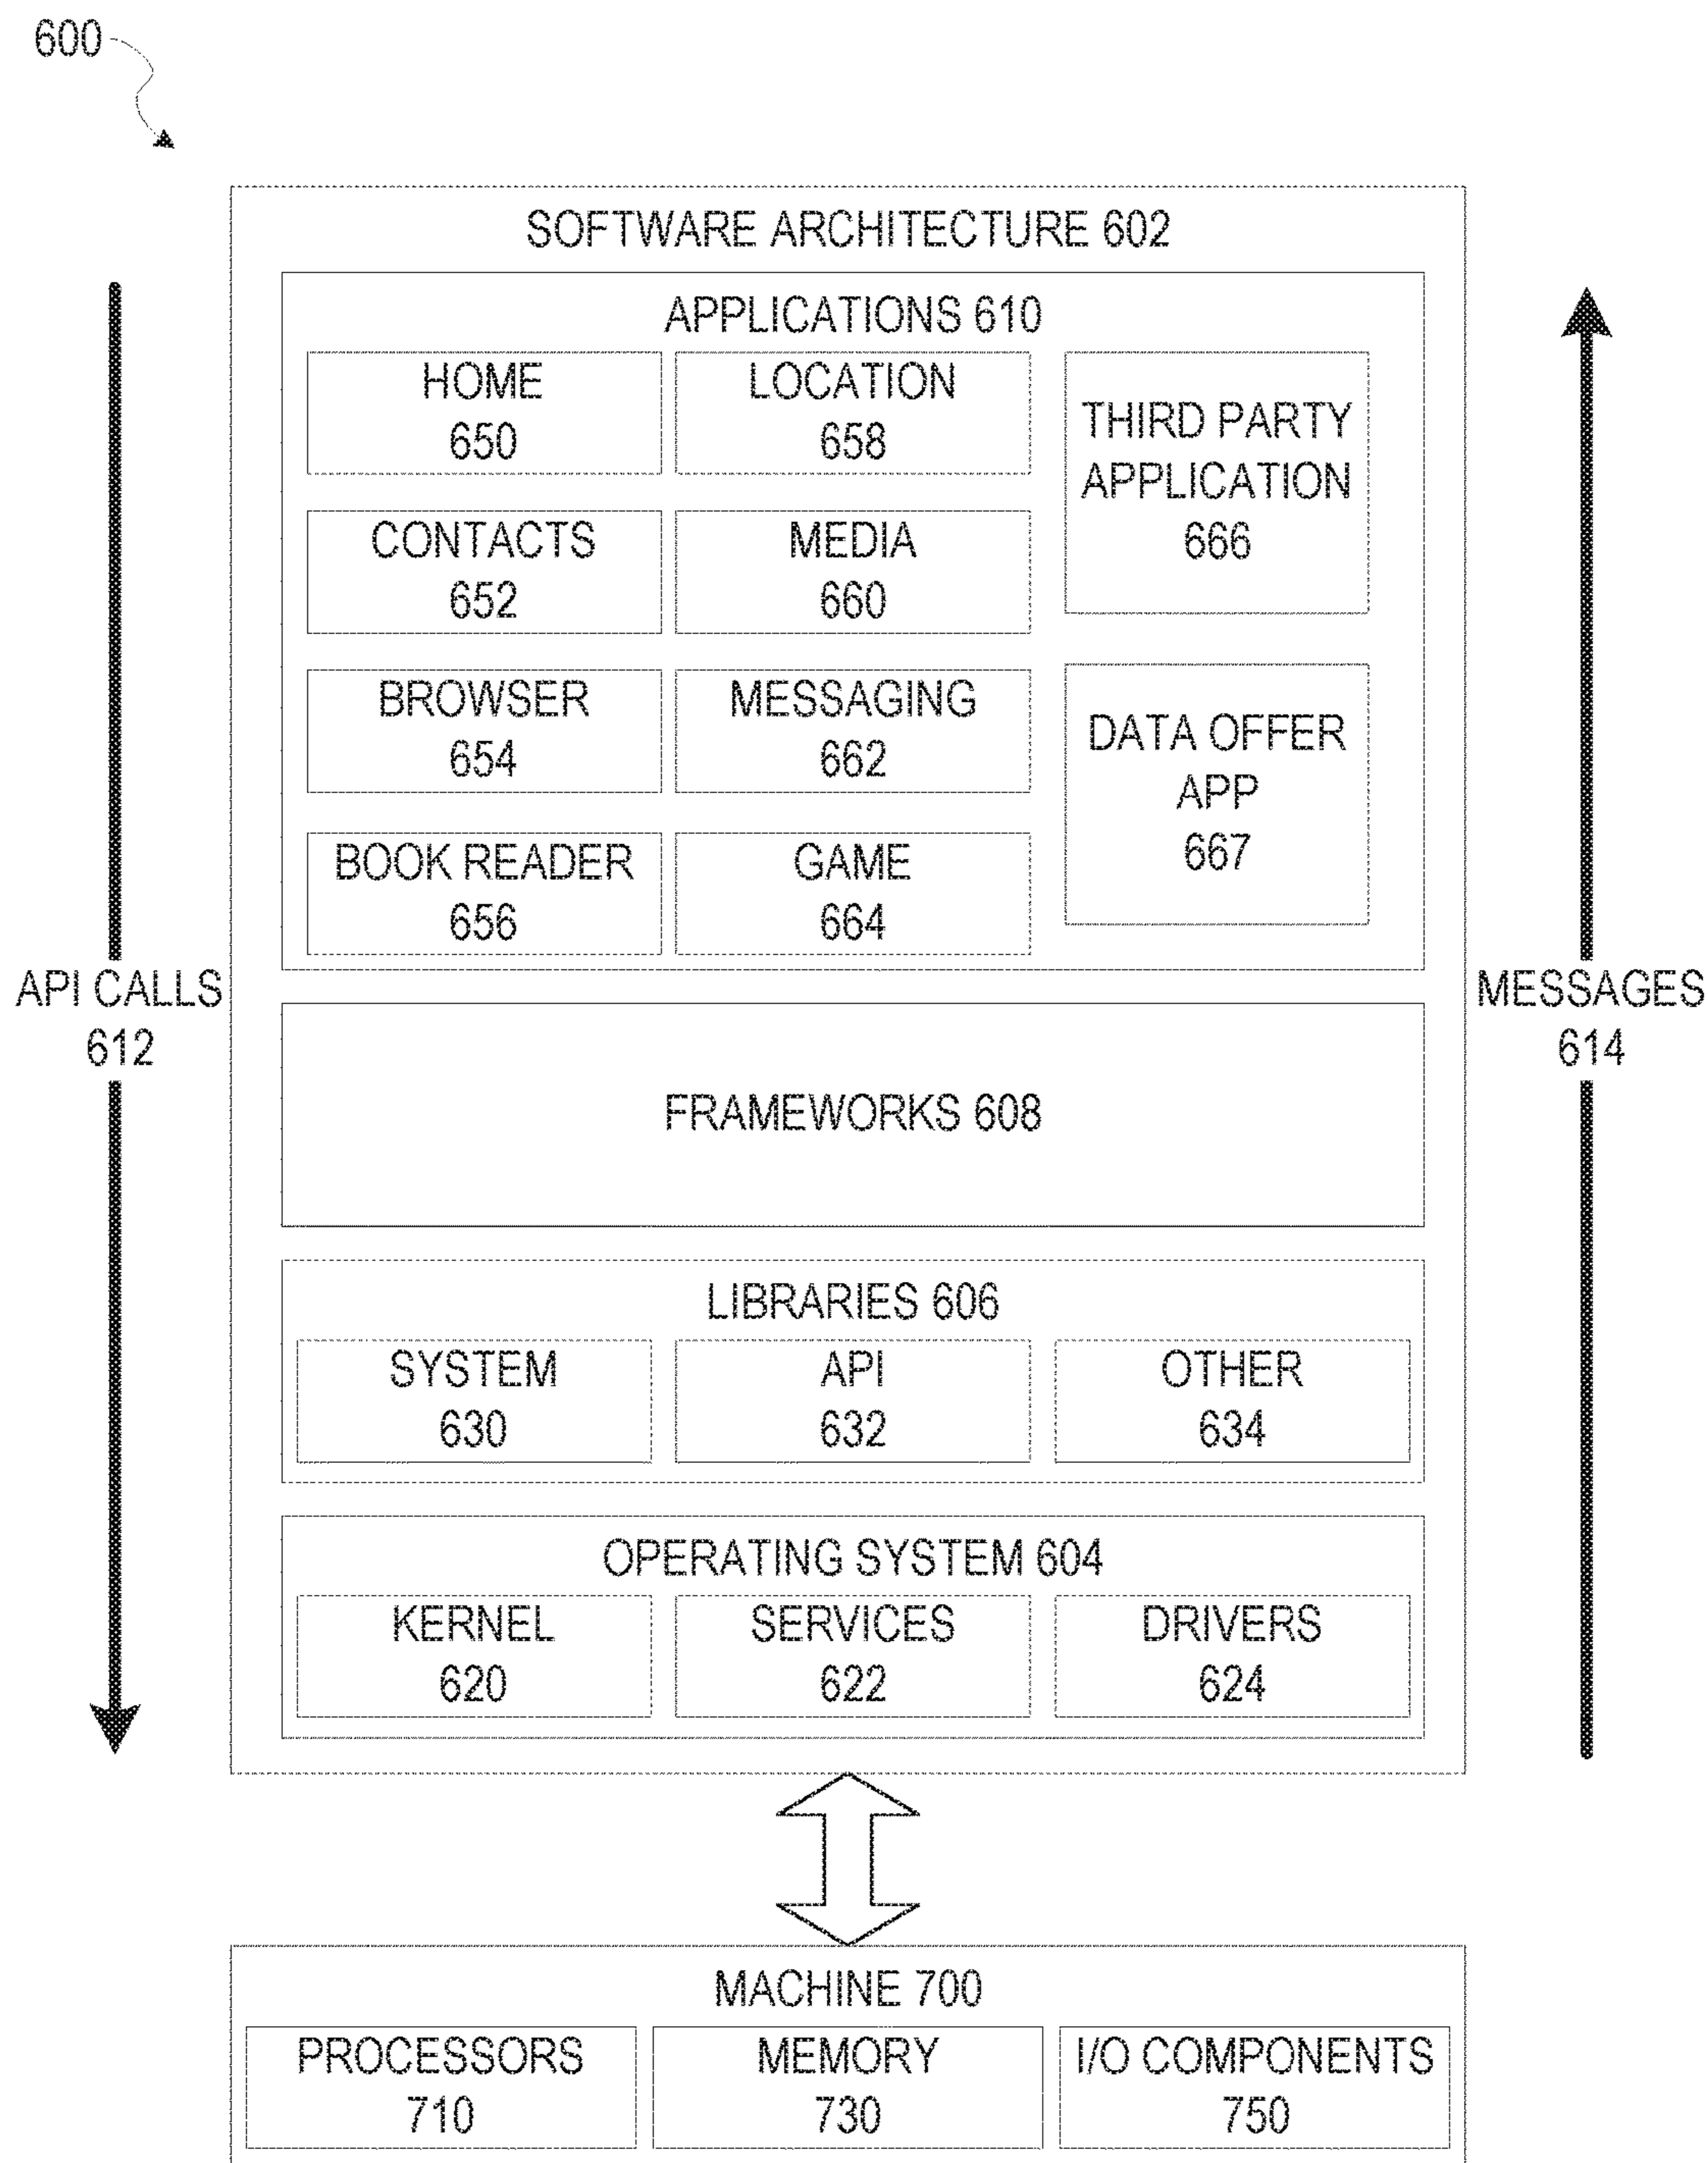 600
SOFTWARE ARCHITECTURE 602
APPLICATIONS 610
HOME
650
LOCATION
658
THIRD PARTY
APPLICATION
666
CONTACTS
652
MEDIA
660
BROWSER
654
MESSAGING
662
DATA OFFER
APP
667
BOOK READER
656
GAME
664
API CALLS
612
MESSAGES
614
FRAMEWORKS 608
LIBRARIES 606
SYSTEM
630
API
632
OTHER
634
OPERATING SYSTEM 604
KERNEL
620
SERVICES
622
DRIVERS
624
MACHINE 700
PROCESSORS
710
MEMORY
730
I/O COMPONENTS
750